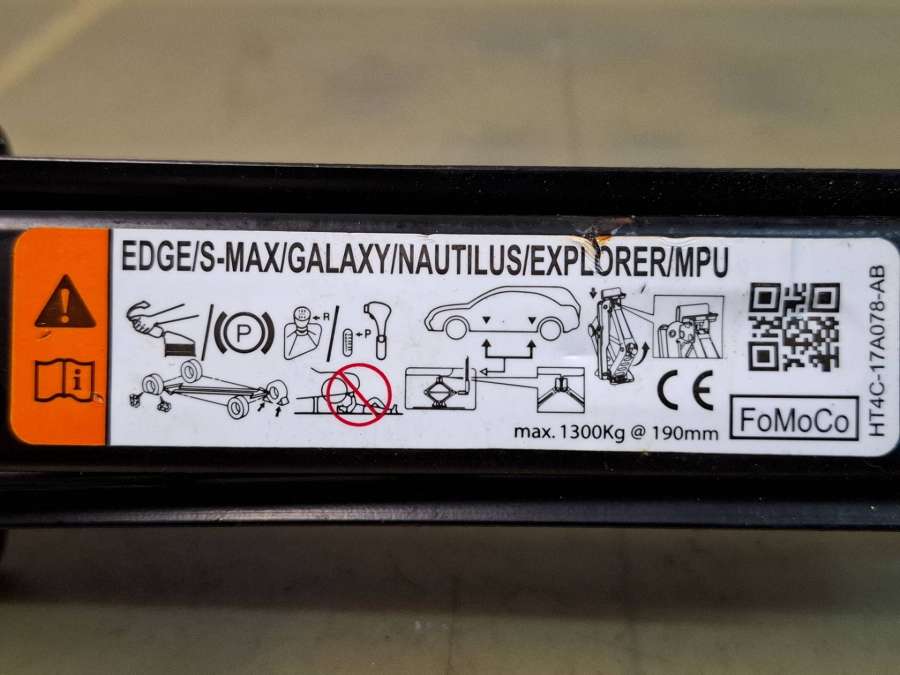 EDGE/S-MAX/GALAXY/NAUTILUS/EXPLORER/MPU
P
R
P
CE
max. 1300Kg @ 190mm
FoMoCo
HT4C-17A078-AB